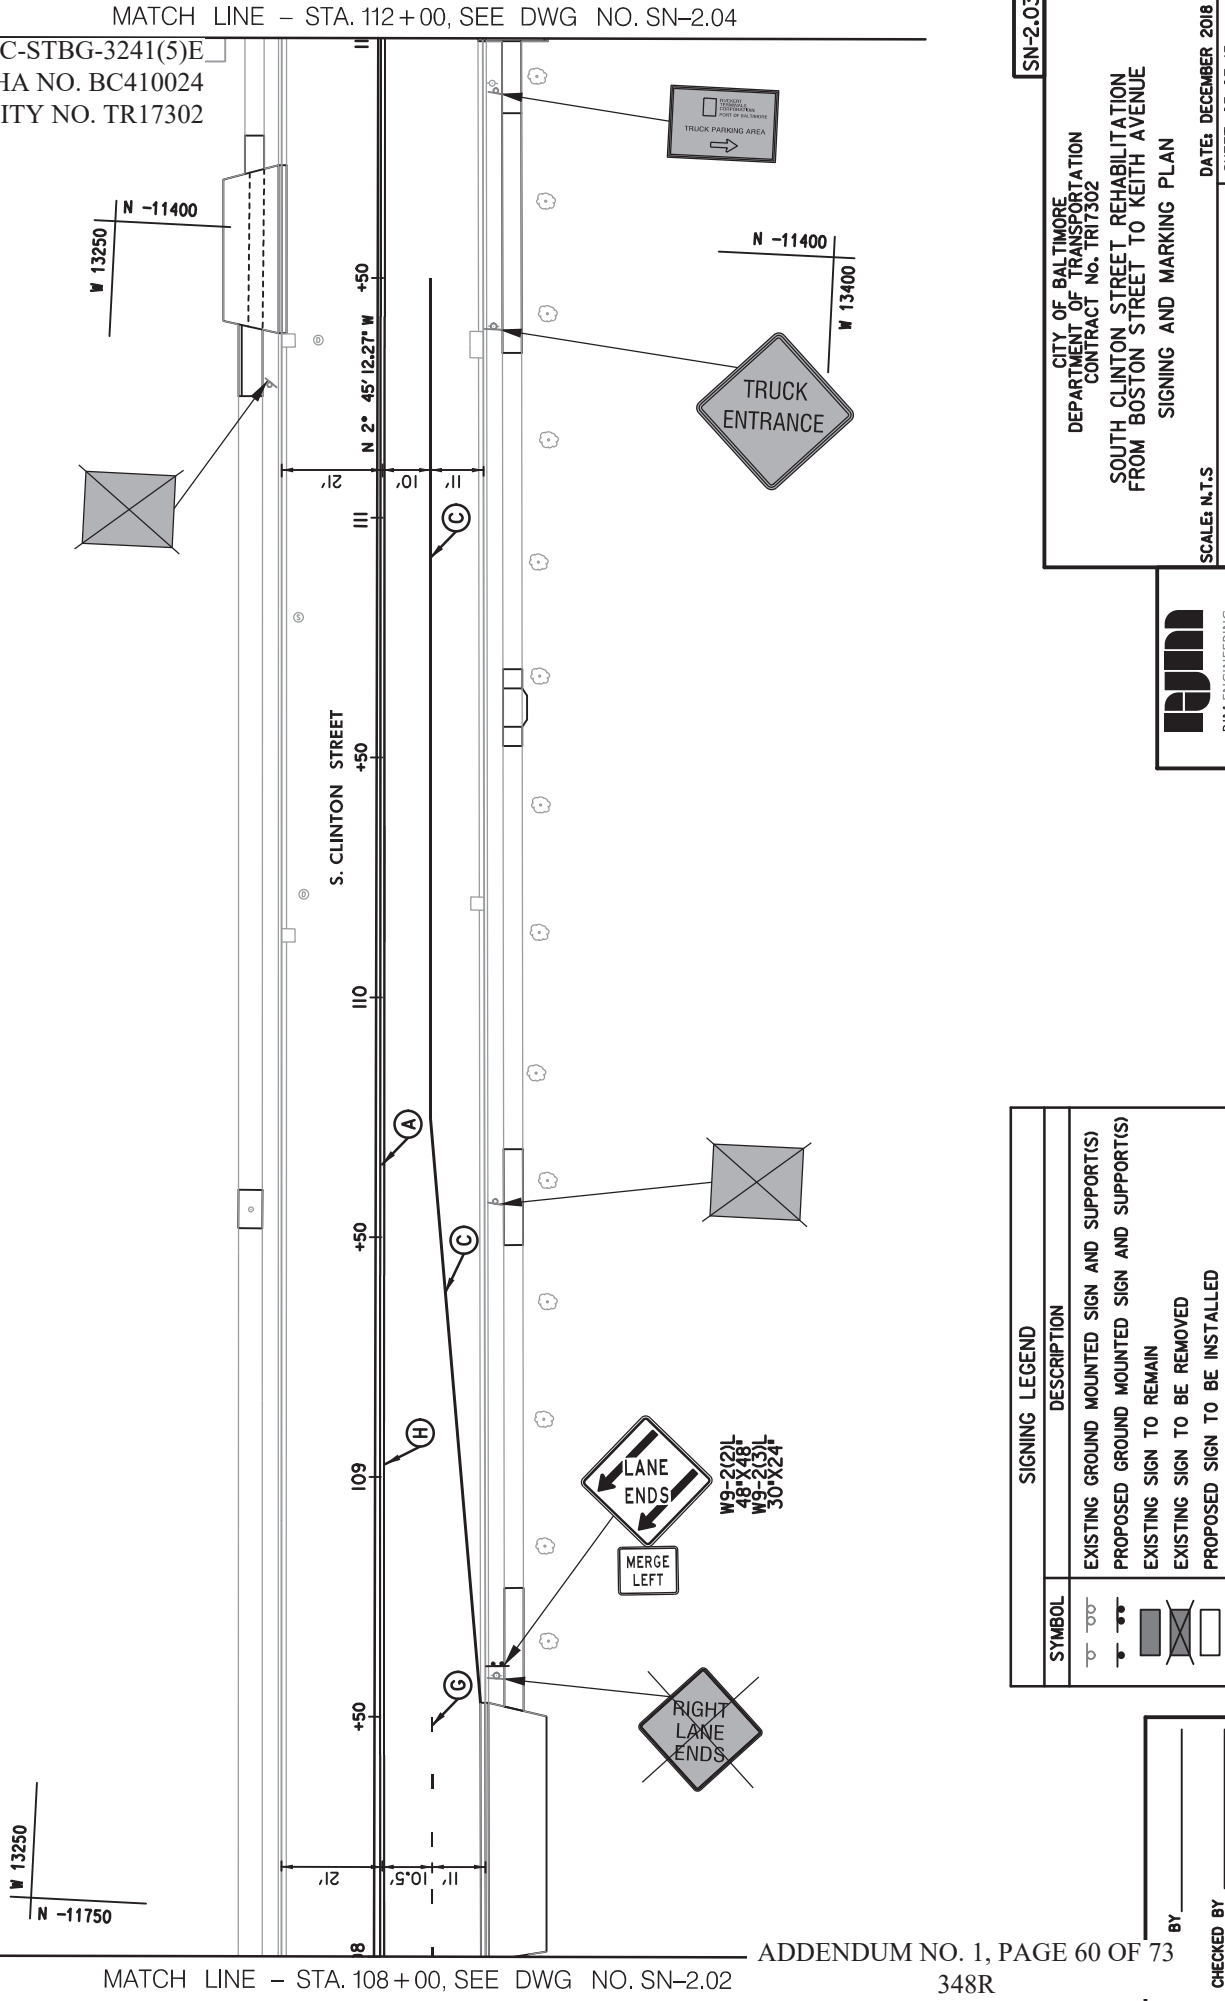 MATCH LINE – STA. 112+00, SEE DWG NO. SN–2.04
C-STBG-3241(5)E
HA NO. BC410024
ITY NO. TR17302
N -11400
W 13250
+50
N 2° 45' 12.27" W
21'
10'
11'
111
C
D
S
S. CLINTON STREET
+50
D
110
A
+50
C
H
109
G
+50
21'
10.5'
11'
W 13250
N -11750
RUKERT
TERMINALS
CORPORATION
PORT OF BALTIMORE
TRUCK PARKING AREA
N -11400
W 13400
TRUCK
ENTRANCE
LANE
ENDS
MERGE
LEFT
W9-2(2)L
48"X48"
W9-2(3)L
30"X24"
RIGHT
LANE
ENDS
SN-2.03
CITY OF BALTIMORE
DEPARTMENT OF TRANSPORTATION
CONTRACT No. TR17302
SOUTH CLINTON STREET REHABILITATION
FROM BOSTON STREET TO KEITH AVENUE
SIGNING AND MARKING PLAN
SCALE: N.T.S
DATE: DECEMBER 2018
SIGNING LEGEND
SYMBOL
DESCRIPTION
EXISTING GROUND MOUNTED SIGN AND SUPPORT(S)
PROPOSED GROUND MOUNTED SIGN AND SUPPORT(S)
EXISTING SIGN TO REMAIN
EXISTING SIGN TO BE REMOVED
PROPOSED SIGN TO BE INSTALLED
BY
CHECKED BY
ADDENDUM NO. 1, PAGE 60 OF 73
348R
MATCH LINE – STA. 108+00, SEE DWG NO. SN–2.02